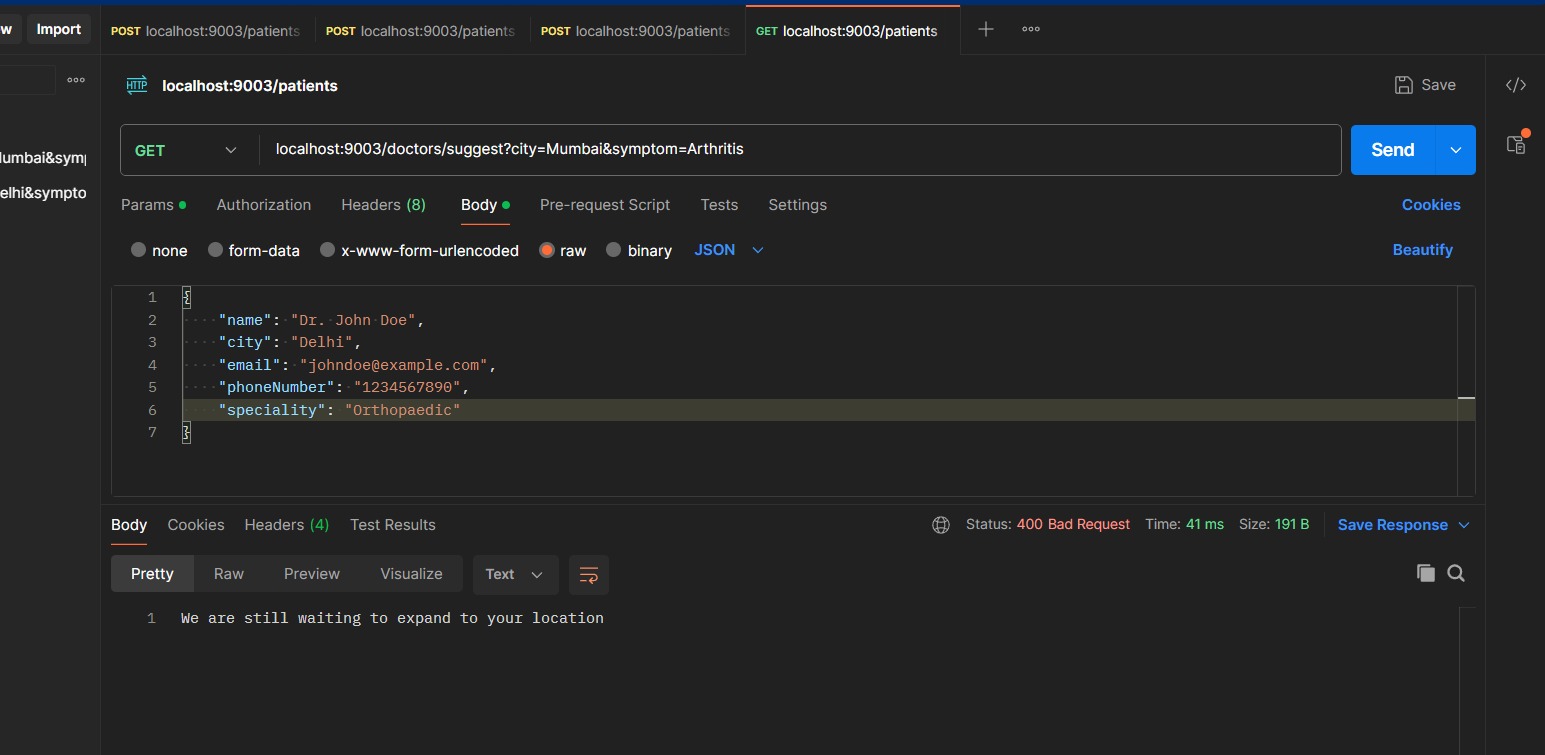 w Import POST localhost:9003/patients POST localhost:9003/patients POST localhost:9003/patients GET localhost:9003/patients
HTTP localhost:9003/patients Save
GET localhost:9003/doctors/suggest?city=Mumbai&symptom=Arthritis Send
umbai&symp
elhi&sympto
Params Authorization Headers (8) Body Pre-request Script Tests Settings Cookies
none form-data x-www-form-urlencoded raw binary JSON Beautify
1 {
2 "name": "Dr. John Doe",
3 "city": "Delhi",
4 "email": "johndoe@example.com",
5 "phoneNumber": "1234567890",
6 "speciality": "Orthopaedic"
7 }
Body Cookies Headers (4) Test Results Status: 400 Bad Request Time: 41 ms Size: 191 B Save Response
Pretty Raw Preview Visualize Text
1 We are still waiting to expand to your location